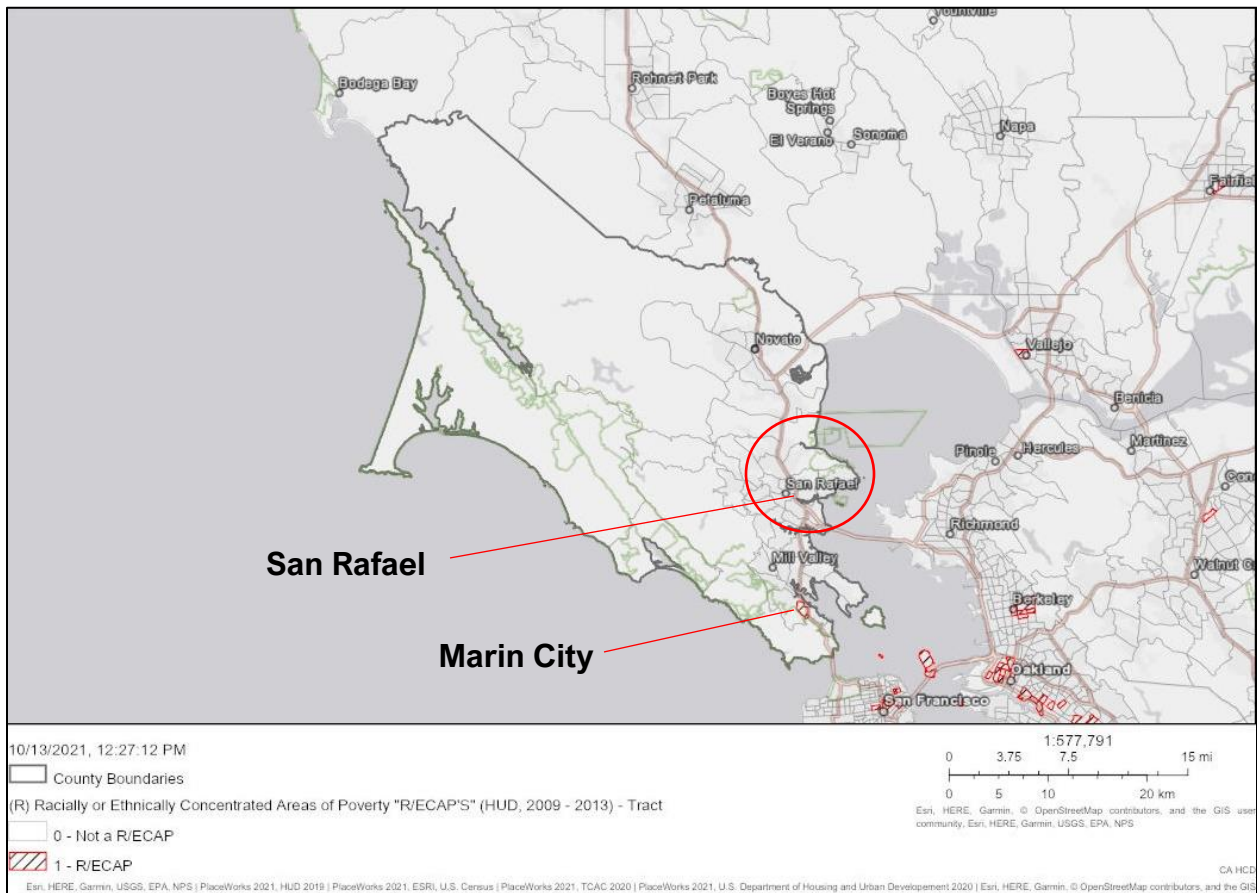 Yountville
Bodega Bay
Rohnert Park
Boyes Hot
Springs
El Verano
Sonoma
Napa
Fairfiel
Petaluma
Novato
Vallejo
Benicia
Martinez
Pinole
Hercules
San Rafael
Con
Richmond
San Rafael
Mill Valley
Walnut C
Berkeley
Marin City
Oakland
San Francisco
10/13/2021, 12:27:12 PM
County Boundaries
(R) Racially or Ethnically Concentrated Areas of Poverty "R/ECAP'S" (HUD, 2009 - 2013) - Tract
0 - Not a R/ECAP
1 - R/ECAP
1:577,791
0 3.75 7.5 15 mi
0 5 10 20 km
Esri, HERE, Garmin, © OpenStreetMap contributors, and the GIS user
community, Esri, HERE, Garmin, USGS, EPA, NPS
CA HCD
Esri, HERE, Garmin, USGS, EPA, NPS | PlaceWorks 2021, HUD 2019 | PlaceWorks 2021, ESRI, U.S. Census | PlaceWorks 2021, TCAC 2020 | PlaceWorks 2021, U.S. Department of Housing and Urban Developement 2020 | Esri, HERE, Garmin, © OpenStreetMap contributors, and the GIS